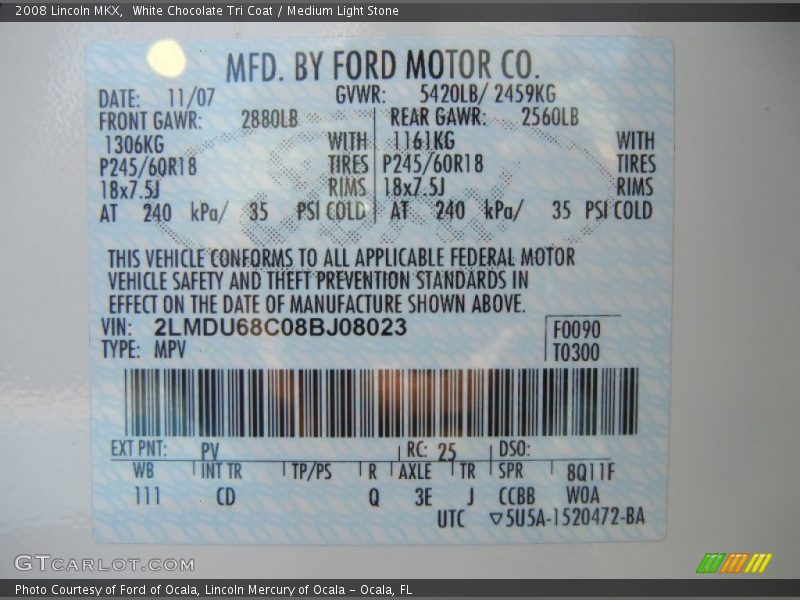 2008 Lincoln MKX, White Chocolate Tri Coat / Medium Light Stone
MFD. BY FORD MOTOR CO.
DATE: 11/07 GVWR: 5420LB/ 2459KG
FRONT GAWR: 2880LB REAR GAWR: 2560LB
1306KG WITH 1161KG WITH
P245/60R18 TIRES P245/60R18 TIRES
18x7.5J RIMS 18x7.5J RIMS
AT 240 kPa/ 35 PSI COLD AT 240 kPa/ 35 PSI COLD
THIS VEHICLE CONFORMS TO ALL APPLICABLE FEDERAL MOTOR
VEHICLE SAFETY AND THEFT PREVENTION STANDARDS IN
EFFECT ON THE DATE OF MANUFACTURE SHOWN ABOVE.
VIN: 2LMDU68C08BJ08023 F0090
TYPE: MPV T0300
EXT PNT: PV RC: 25 DSO:
WB INT TR TP/PS R AXLE TR SPR 8Q11F
111 CD Q 3E J CCBB WOA
UTC ▽5U5A-1520472-BA
GTCARLOT.COM
Photo Courtesy of Ford of Ocala, Lincoln Mercury of Ocala - Ocala, FL